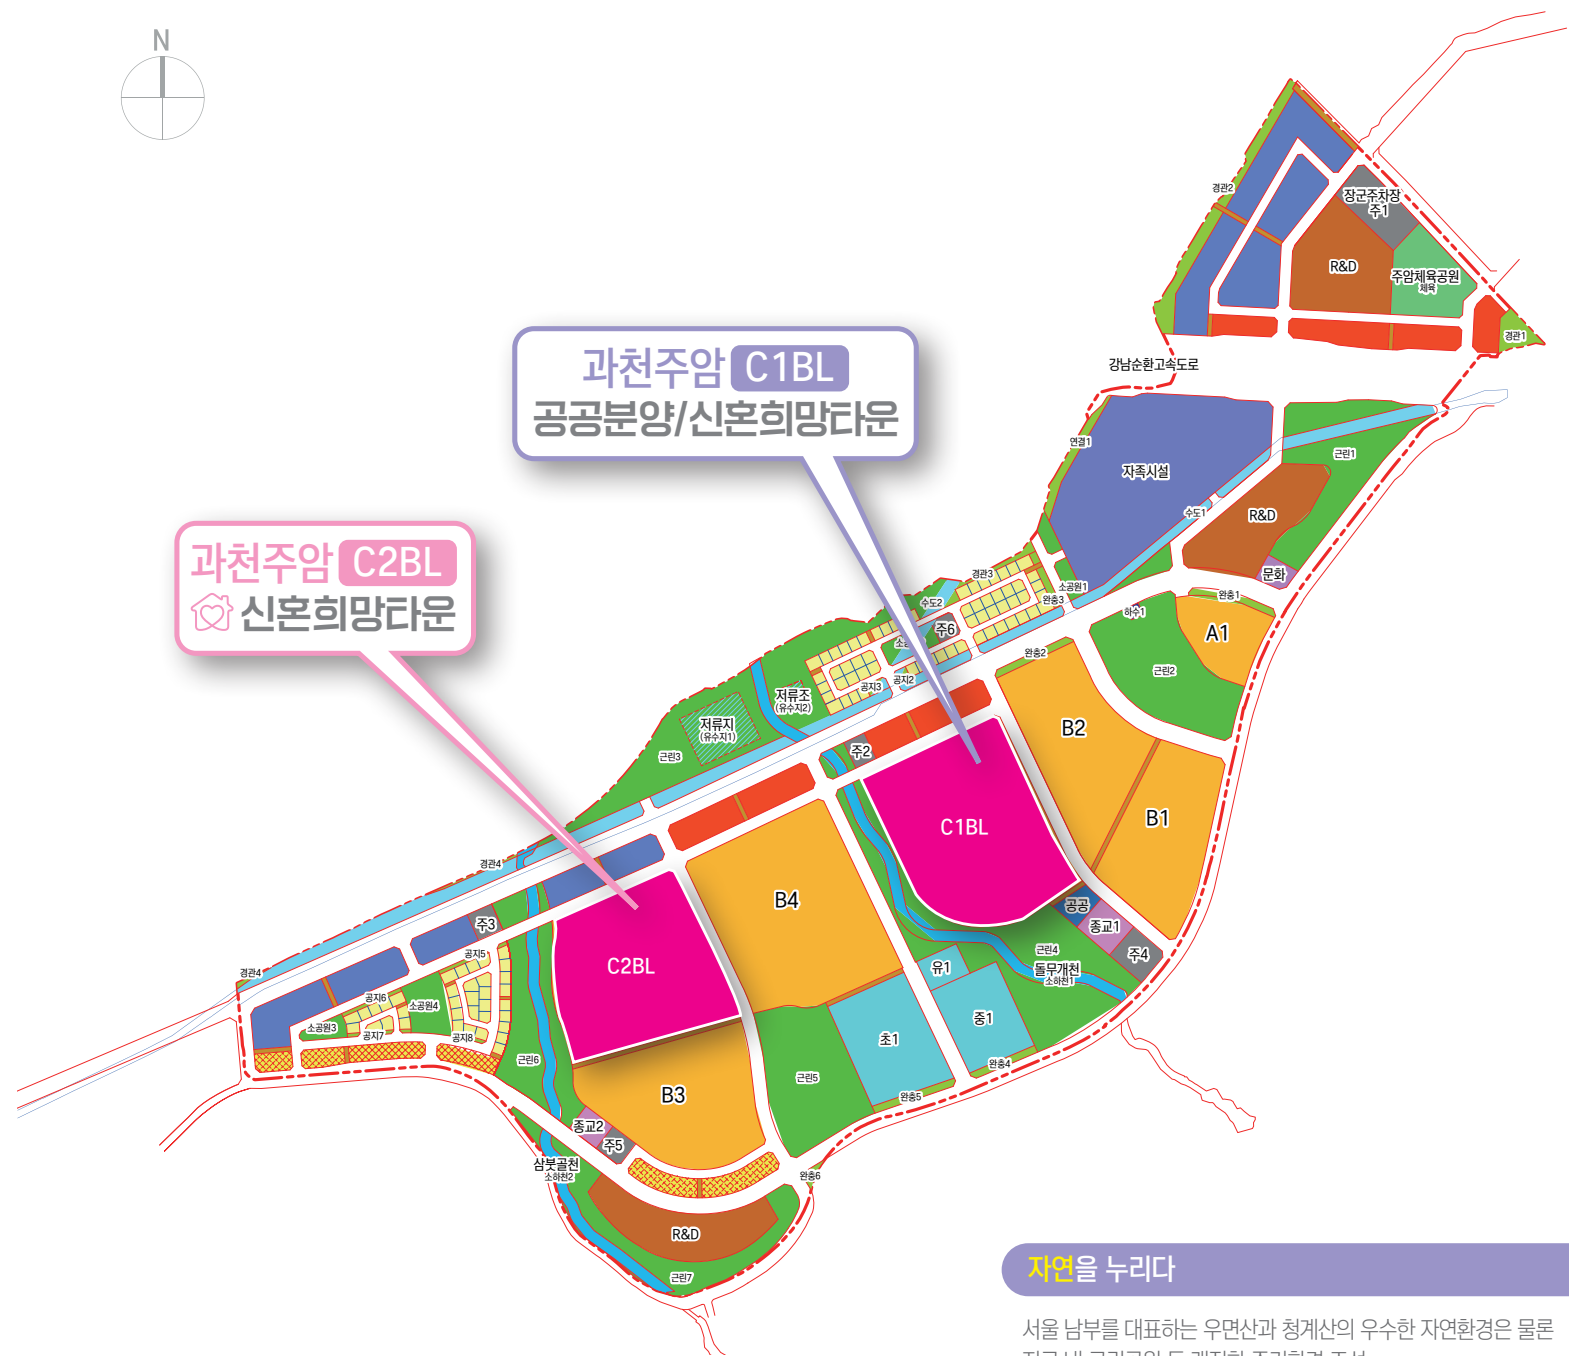 N
경관2
장군주차장
주1
R&D
주암체육공원
체육
경관1
강남순환고속도로
과천주암 C1BL
공공분양/신혼희망타운
연결1
자족시설
근린1
수도1
R&D
문화
과천주암 C2BL
신혼희망타운
경관3
소공원1
완충3
수도2
하수1
완충1
주6
A1
완충2
근린2
공지2
공지3
저류조
(유수지2)
저류지
(유수지1)
B2
근린3
주2
B1
C1BL
경관4
B4
공공
종교1
주3
주4
근린4
공지5
C2BL
유1
돌무개천
소하천1
경관4
공지6
소공원4
소공원3
공지7
공지8
중1
초1
근린6
완충4
근린5
B3
완충5
종교2
주5
삼붓골천
소하천2
완충6
R&D
근린7
자연을 누리다
서울 남부를 대표하는 우면산과 청계산의 우수한 자연환경은 물론